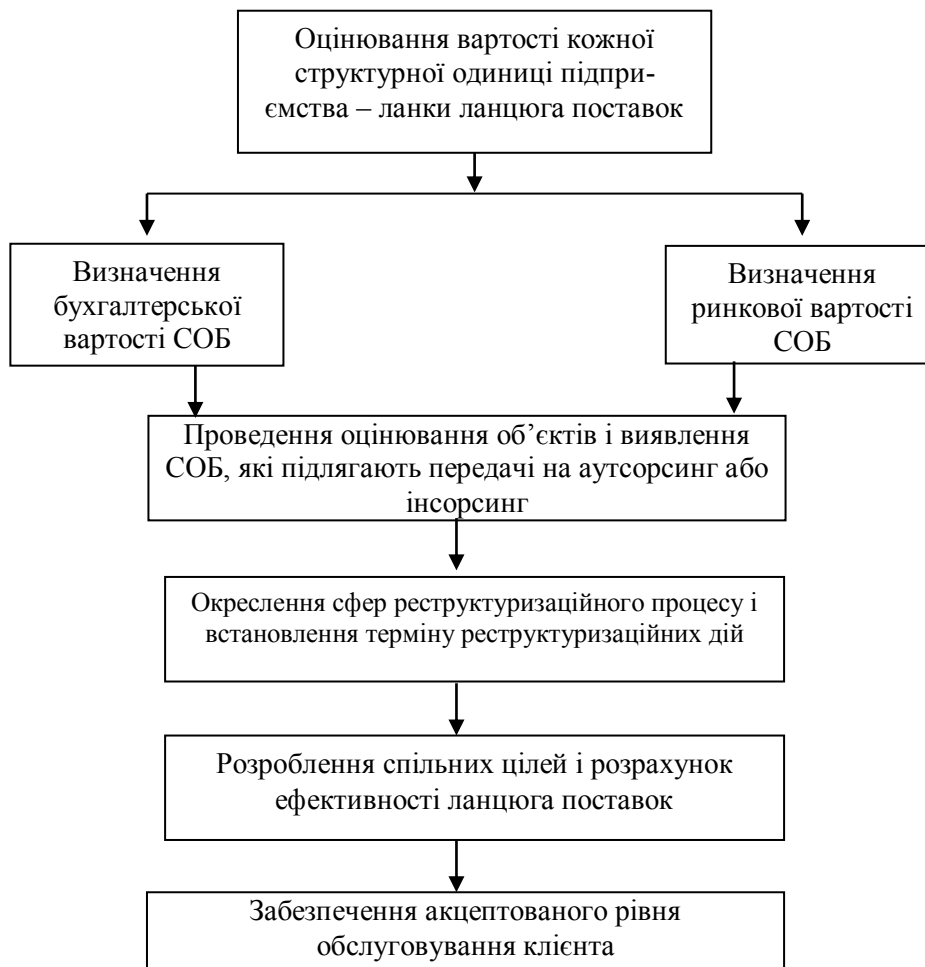 Оцінювання вартості кожної
структурної одиниці підпри-
ємства – ланки ланцюга поставок
Визначення
бухгалтерської
вартості СОБ
Визначення
ринкової вартості
СОБ
Проведення оцінювання об’єктів і виявлення
СОБ, які підлягають передачі на аутсорсинг або
інсорсинг
Окреслення сфер реструктуризаційного процесу і
встановлення терміну реструктуризаційних дій
Розроблення спільних цілей і розрахунок
ефективності ланцюга поставок
Забезпечення акцептованого рівня
обслуговування клієнта